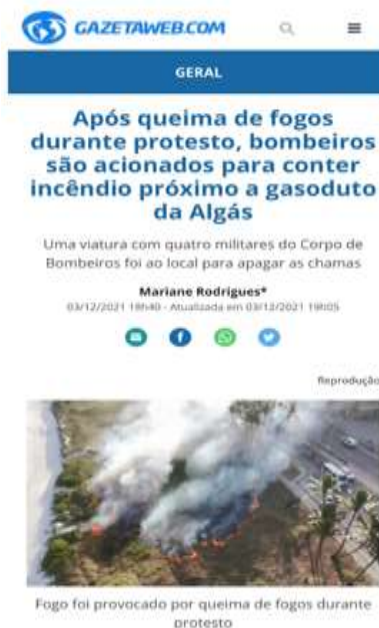 GAZETAWEB.COM
GERAL
Após queima de fogos
durante protesto, bombeiros
são acionados para conter
incêndio próximo a gasoduto
da Algás
Uma viatura com quatro militares do Corpo de
Bombeiros foi ao local para apagar as chamas
Mariane Rodrigues*
03/12/2021 18h40 - Atualizada em 03/12/2021 19h05
Reprodução
Fogo foi provocado por queima de fogos durante
protesto